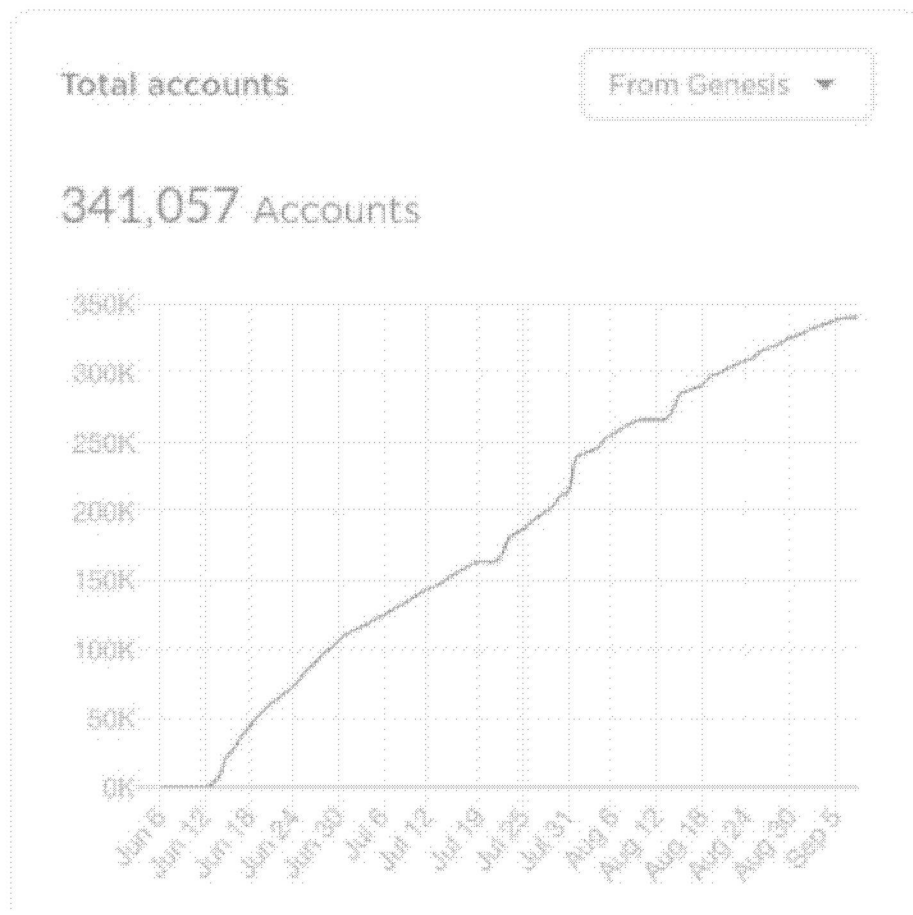 Total accounts
From Genesis
341,057 Accounts
350K
300K
250K
200K
150K
100K
50K
0K
Jun 6
Jun 12
Jun 18
Jun 24
Jun 30
Jul 6
Jul 12
Jul 19
Jul 25
Jul 31
Aug 6
Aug 12
Aug 18
Aug 24
Aug 30
Sep 5